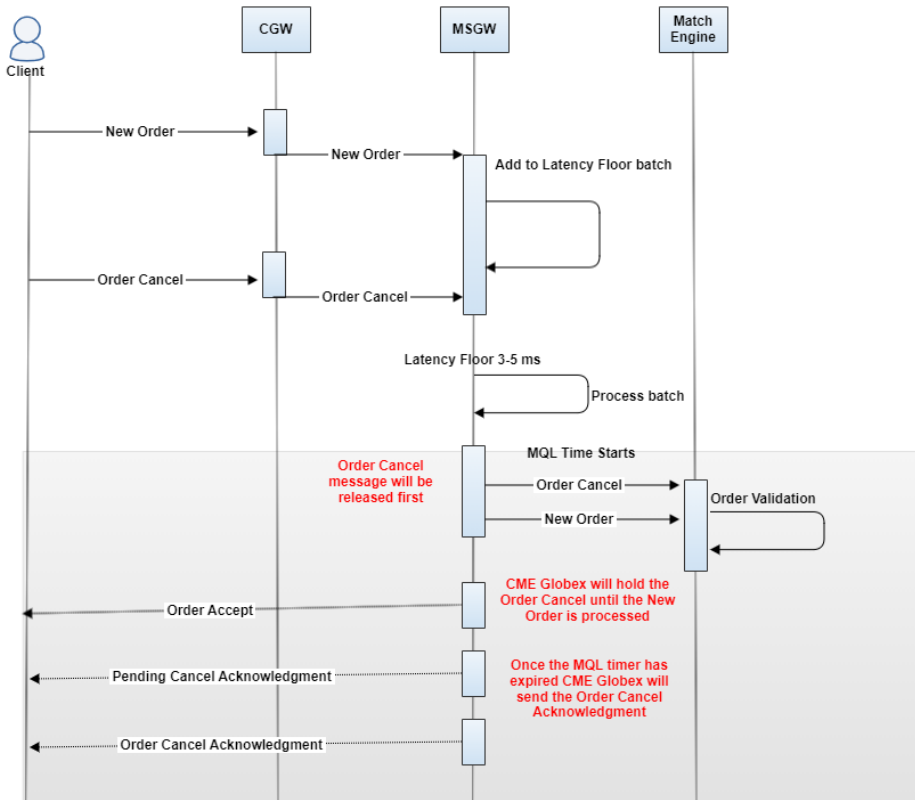 CGW
MSGW
Match
Engine
Client
New Order
New Order
Add to Latency Floor batch
Order Cancel
Order Cancel
Latency Floor 3-5 ms
Process batch
MQL Time Starts
Order Cancel
message will be
released first
Order Cancel
Order Validation
New Order
CME Globex will hold the
Order Cancel until the New
Order is processed
Order Accept
Once the MQL timer has
expired CME Globex will
send the Order Cancel
Acknowledgment
Pending Cancel Acknowledgment
Order Cancel Acknowledgment